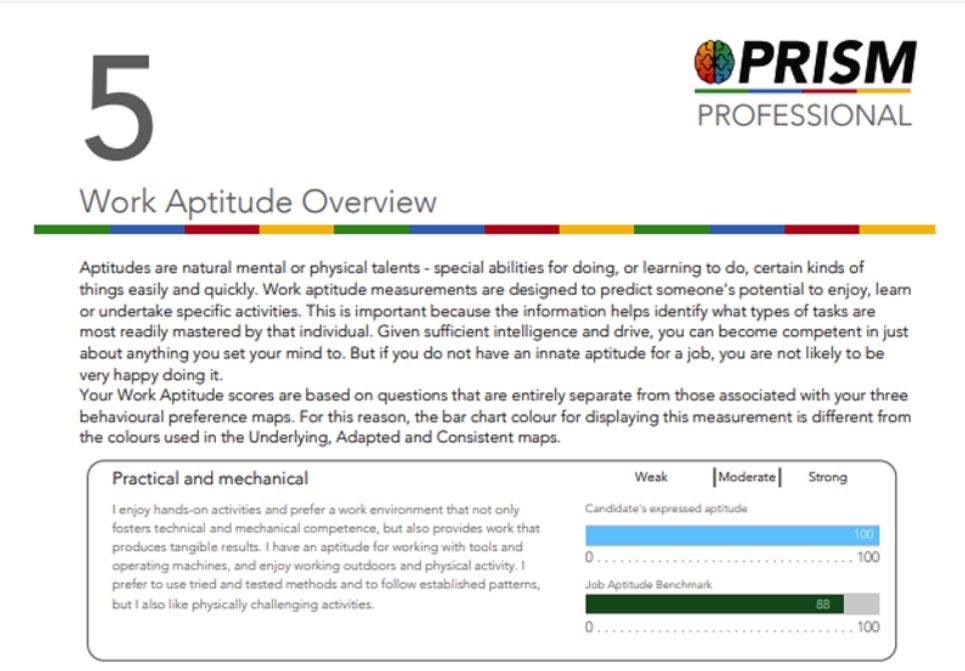 5
PRISM
PROFESSIONAL
Work Aptitude Overview
Aptitudes are natural mental or physical talents - special abilities for doing, or learning to do, certain kinds of
things easily and quickly. Work aptitude measurements are designed to predict someone's potential to enjoy, learn
or undertake specific activities. This is important because the information helps identify what types of tasks are
most readily mastered by that individual. Given sufficient intelligence and drive, you can become competent in just
about anything you set your mind to. But if you do not have an innate aptitude for a job, you are not likely to be
very happy doing it.
Your Work Aptitude scores are based on questions that are entirely separate from those associated with your three
behavioural preference maps. For this reason, the bar chart colour for displaying this measurement is different from
the colours used in the Underlying, Adapted and Consistent maps.
Practical and mechanical
I enjoy hands-on activities and prefer a work environment that not only
fosters technical and mechanical competence, but also provides work that
produces tangible results. I have an aptitude for working with tools and
operating machines, and enjoy working outdoors and physical activity. I
prefer to use tried and tested methods and to follow established patterns,
but I also like physically challenging activities.
Weak Moderate Strong
Candidate's expressed aptitude
100
0 100
Job Aptitude Benchmark
88
0 100